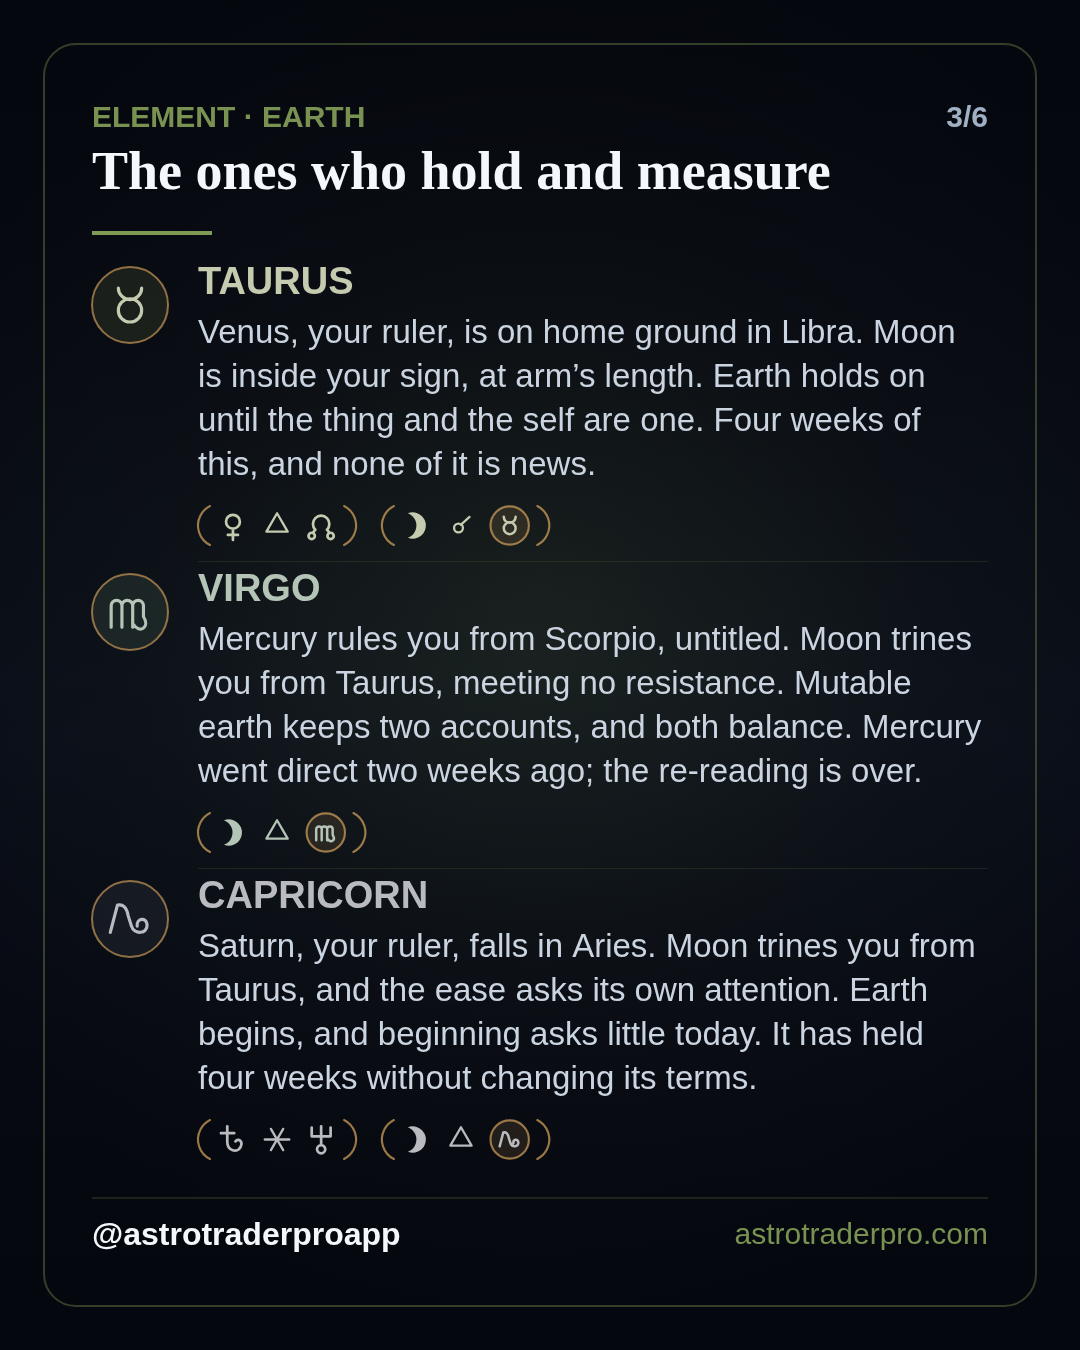 ELEMENT · EARTH
3/6
The ones who hold and measure
TAURUS
Venus, your ruler, is on home ground in Libra. Moon
is inside your sign, at arm’s length. Earth holds on
until the thing and the self are one. Four weeks of
this, and none of it is news.
VIRGO
Mercury rules you from Scorpio, untitled. Moon trines
you from Taurus, meeting no resistance. Mutable
earth keeps two accounts, and both balance. Mercury
went direct two weeks ago; the re-reading is over.
CAPRICORN
Saturn, your ruler, falls in Aries. Moon trines you from
Taurus, and the ease asks its own attention. Earth
begins, and beginning asks little today. It has held
four weeks without changing its terms.
@astrotraderproapp
astrotraderpro.com